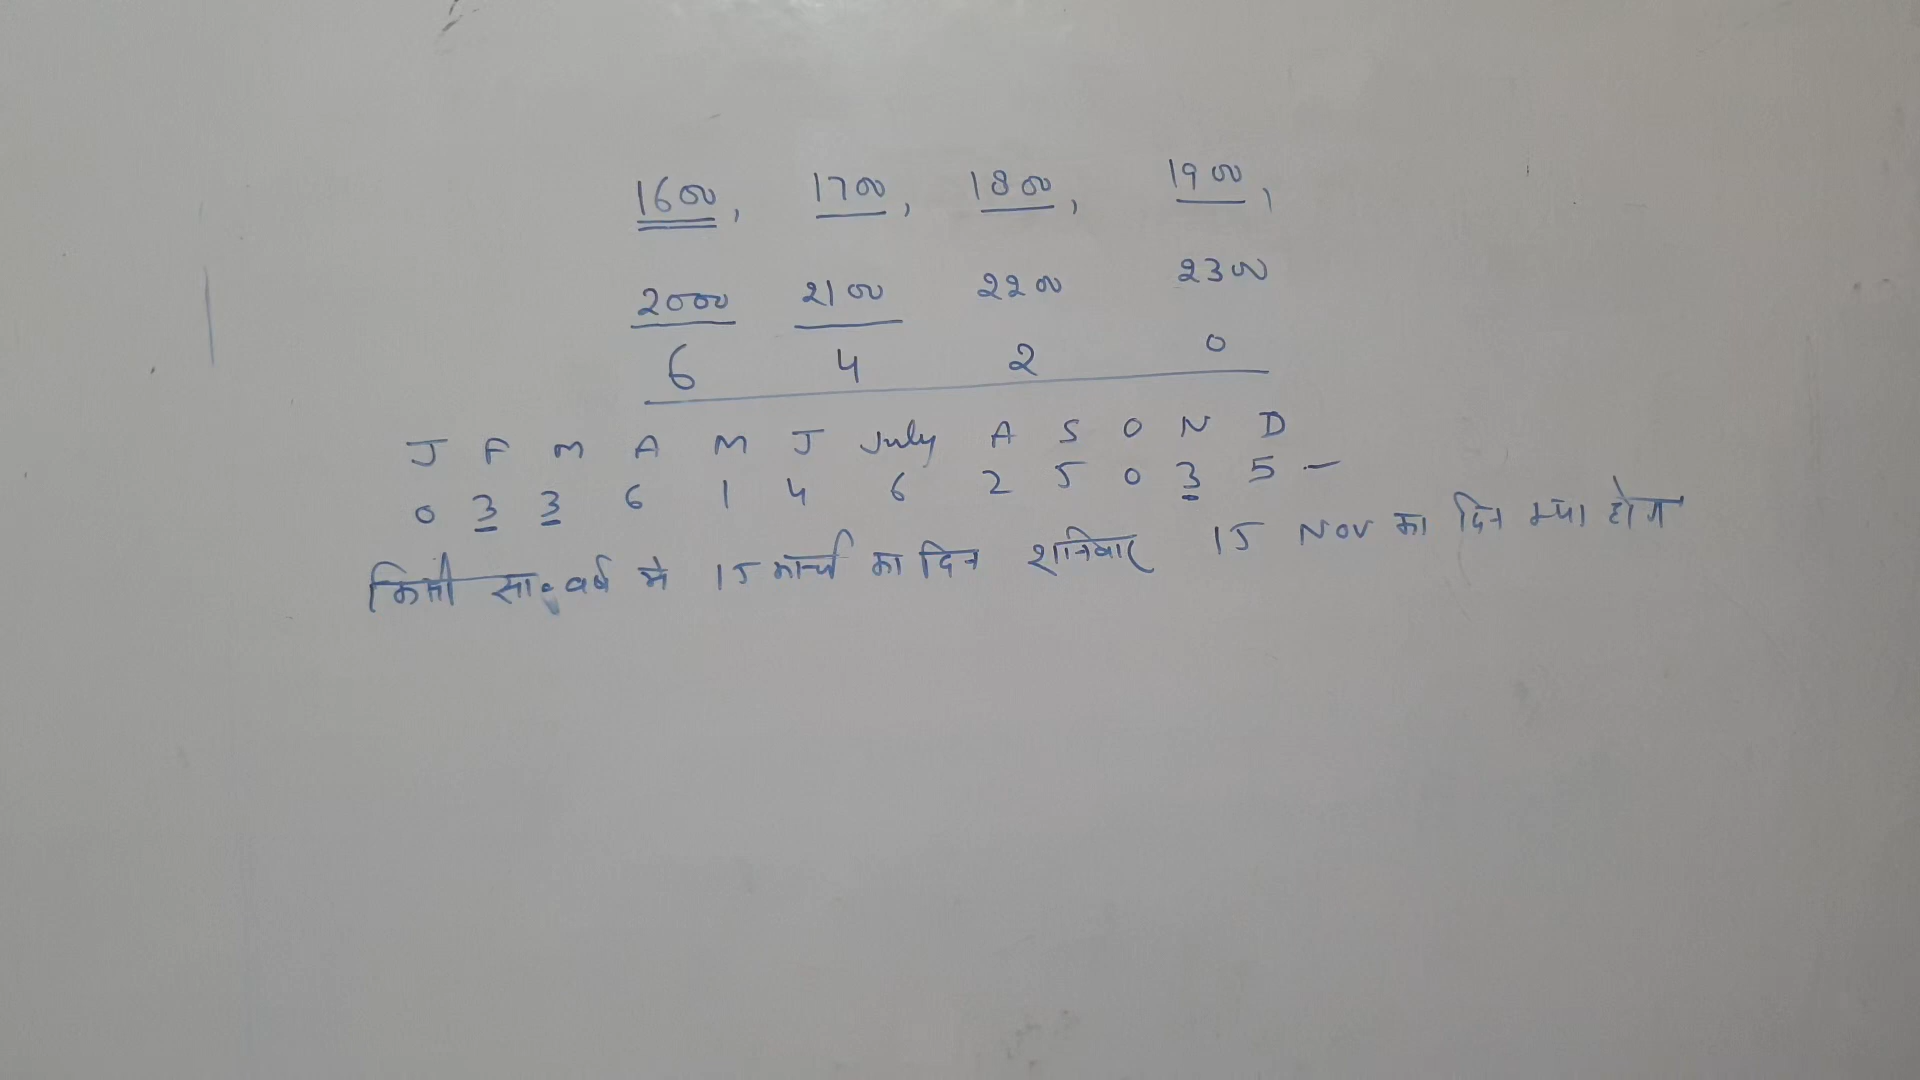 1600, 1700, 1800, 1900,
2000 2100 2200 2300
6 4 2 0
J F M A M J July A S O N D
0 3 3 6 1 4 6 2 5 0 3 5 –
किसी सा० वर्ष मे 15 मार्च का दिन शनिवार 15 Nov का दिन क्या होगा